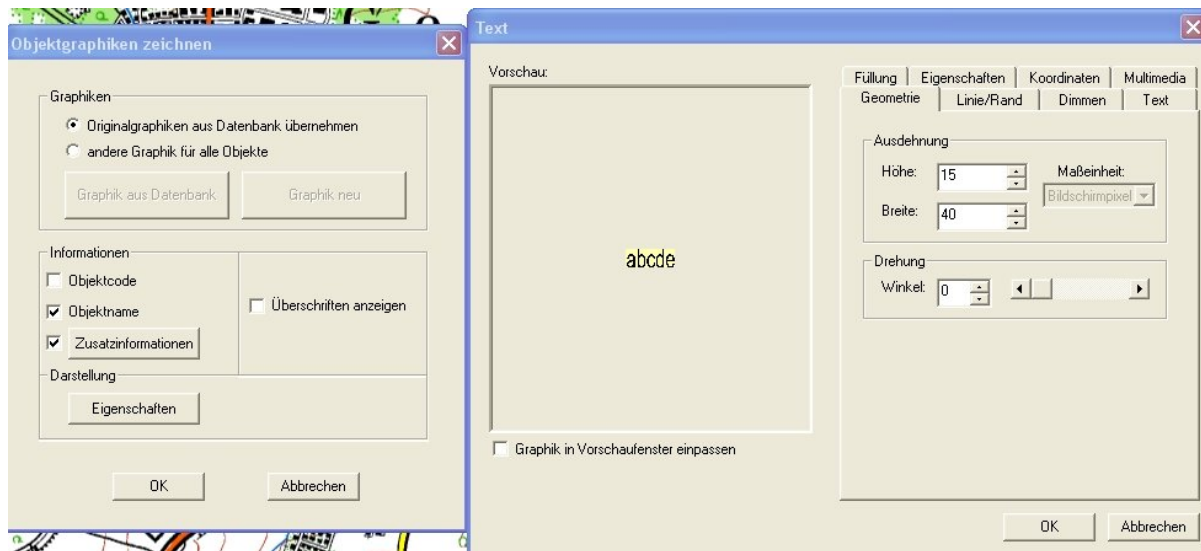 Objektgraphiken zeichnen
Graphiken
Originalgraphiken aus Datenbank übernehmen
andere Graphik für alle Objekte
Graphik aus Datenbank
Graphik neu
Informationen
Objektcode
Objektname
Zusatzinformationen
Überschriften anzeigen
Darstellung
Eigenschaften
OK
Abbrechen
Text
Vorschau:
abcde
Graphik in Vorschaufenster einpassen
Füllung
Eigenschaften
Koordinaten
Multimedia
Geometrie
Linie/Rand
Dimmen
Text
Ausdehnung
Höhe:
15
Maßeinheit:
Bildschirmpixel
Breite:
40
Drehung
Winkel:
0
OK
Abbrechen